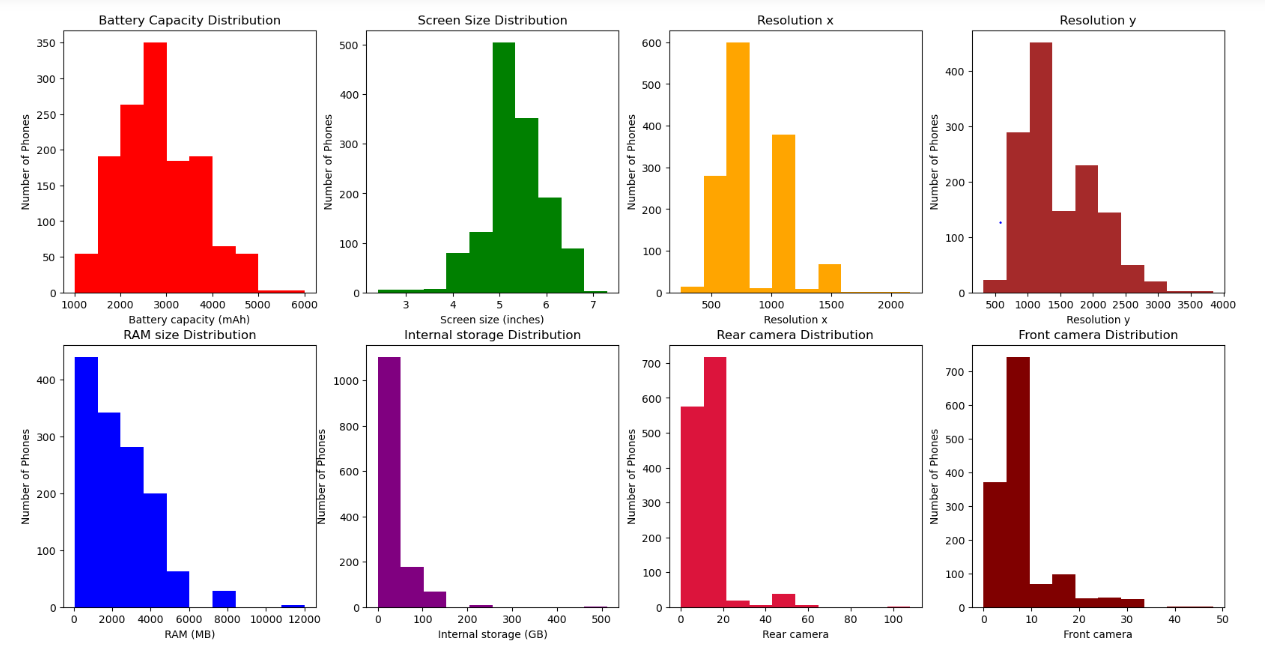 Battery Capacity Distribution
Number of Phones
350
300
250
200
150
100
50
0
1000 2000 3000 4000 5000 6000
Battery capacity (mAh)
Screen Size Distribution
Number of Phones
500
400
300
200
100
0
3 4 5 6 7
Screen size (inches)
Resolution x
Number of Phones
600
500
400
300
200
100
0
500 1000 1500 2000
Resolution x
Resolution y
Number of Phones
400
300
200
100
0
500 1000 1500 2000 2500 3000 3500 4000
Resolution y
RAM size Distribution
Number of Phones
400
300
200
100
0
0 2000 4000 6000 8000 10000 12000
RAM (MB)
Internal storage Distribution
Number of Phones
1000
800
600
400
200
0
0 100 200 300 400 500
Internal storage (GB)
Rear camera Distribution
Number of Phones
700
600
500
400
300
200
100
0
0 20 40 60 80 100
Rear camera
Front camera Distribution
Number of Phones
700
600
500
400
300
200
100
0
0 10 20 30 40 50
Front camera